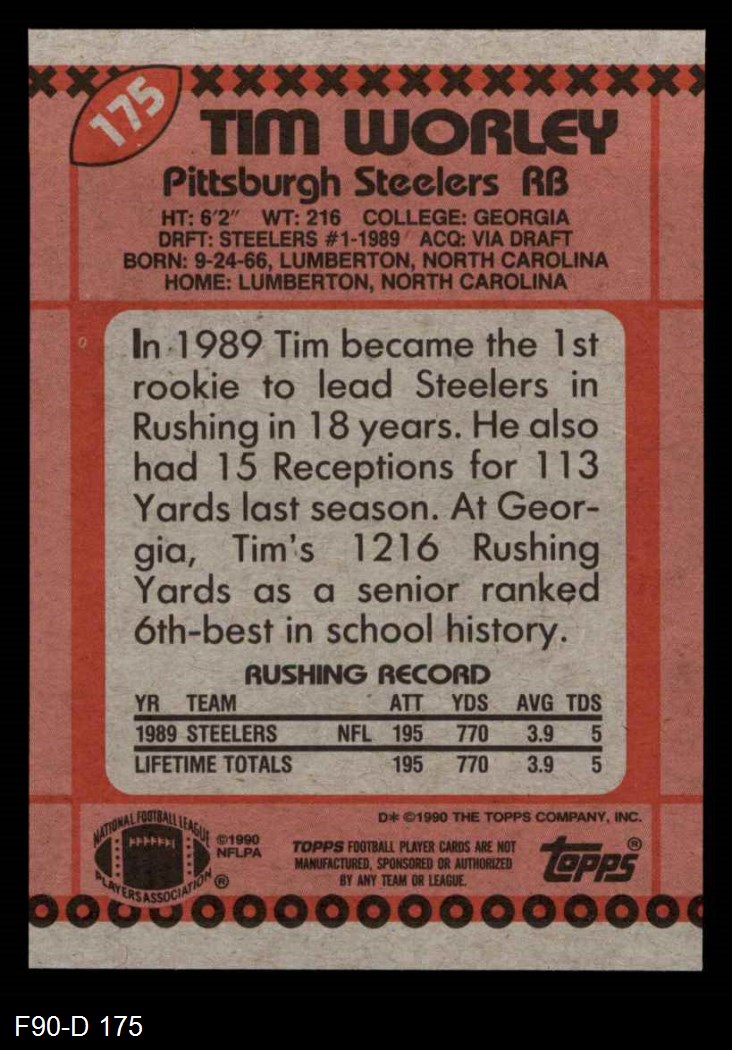 175
TIM WORLEY
Pittsburgh Steelers RB
HT: 6'2" WT: 216 COLLEGE: GEORGIA
DRFT: STEELERS #1-1989 ACQ: VIA DRAFT
BORN: 9-24-66, LUMBERTON, NORTH CAROLINA
HOME: LUMBERTON, NORTH CAROLINA
In 1989 Tim became the 1st
rookie to lead Steelers in
Rushing in 18 years. He also
had 15 Receptions for 113
Yards last season. At Geor-
gia, Tim's 1216 Rushing
Yards as a senior ranked
6th-best in school history.
RUSHING RECORD
YR TEAM ATT YDS AVG TDS
1989 STEELERS NFL 195 770 3.9 5
LIFETIME TOTALS 195 770 3.9 5
D* ©1990 THE TOPPS COMPANY, INC.
NATIONAL FOOTBALL LEAGUE
PLAYERS ASSOCIATION ®
©1990
NFLPA
TOPPS FOOTBALL PLAYER CARDS ARE NOT
MANUFACTURED, SPONSORED OR AUTHORIZED
BY ANY TEAM OR LEAGUE.
topps®
F90-D 175